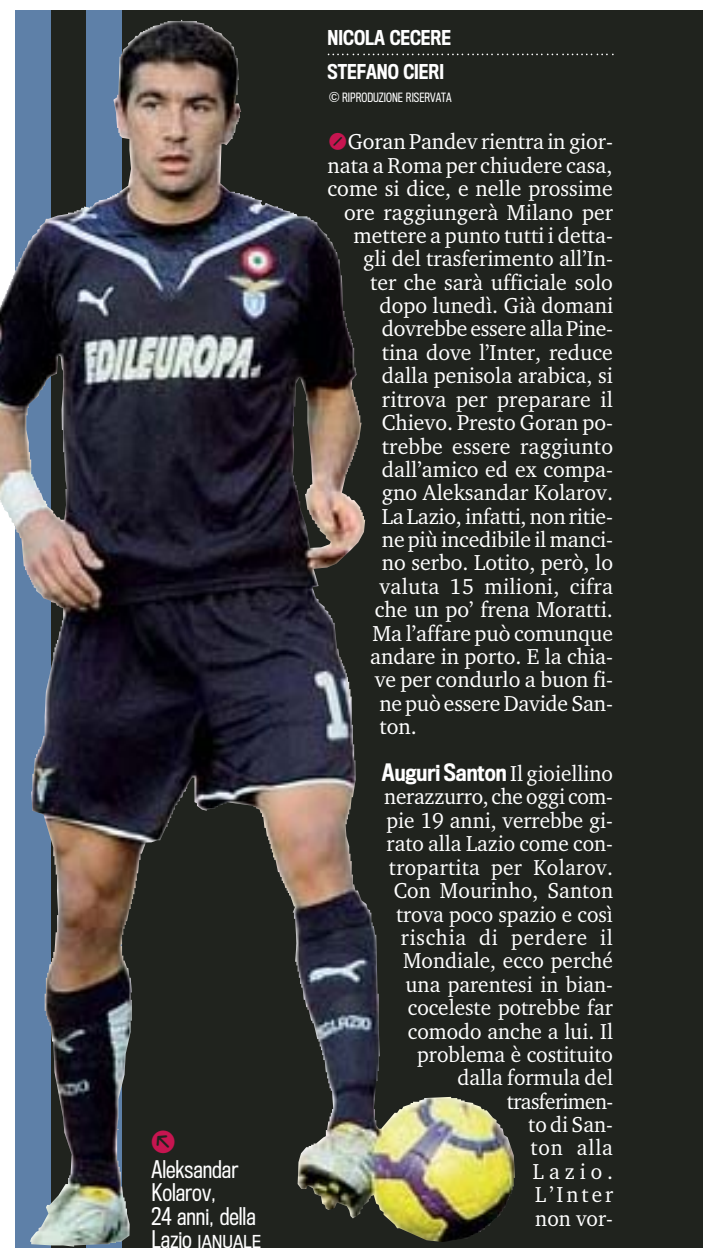 NICOLA CECERE
STEFANO CIERI
© RIPRODUZIONE RISERVATA
Goran Pandev rientra in gior-
nata a Roma per chiudere casa,
come si dice, e nelle prossime
ore raggiungerà Milano per
mettere a punto tutti i detta-
gli del trasferimento all'In-
ter che sarà ufficiale solo
dopo lunedì. Già domani
dovrebbe essere alla Pine-
tina dove l'Inter, reduce
dalla penisola arabica, si
ritrova per preparare il
Chievo. Presto Goran po-
trebbe essere raggiunto
dall'amico ed ex compa-
gno Aleksandar Kolarov.
La Lazio, infatti, non ritie-
ne più incedibile il manci-
no serbo. Lotito, però, lo
valuta 15 milioni, cifra
che un po' frena Moratti.
Ma l'affare può comunque
andare in porto. E la chia-
ve per condurlo a buon fi-
ne può essere Davide San-
ton.
Auguri Santon Il gioiellino
nerazzurro, che oggi com-
pie 19 anni, verrebbe gi-
rato alla Lazio come con-
tropartita per Kolarov.
Con Mourinho, Santon
trova poco spazio e così
rischia di perdere il
Mondiale, ecco perché
una parentesi in bian-
coceleste potrebbe far
comodo anche a lui. Il
problema è costituito
dalla formula del
trasferimen-
to di San-
ton alla
Lazio.
L'Inter
non vor-
EDILEUROPA
Aleksandar
Kolarov,
24 anni, della
Lazio IANUALE